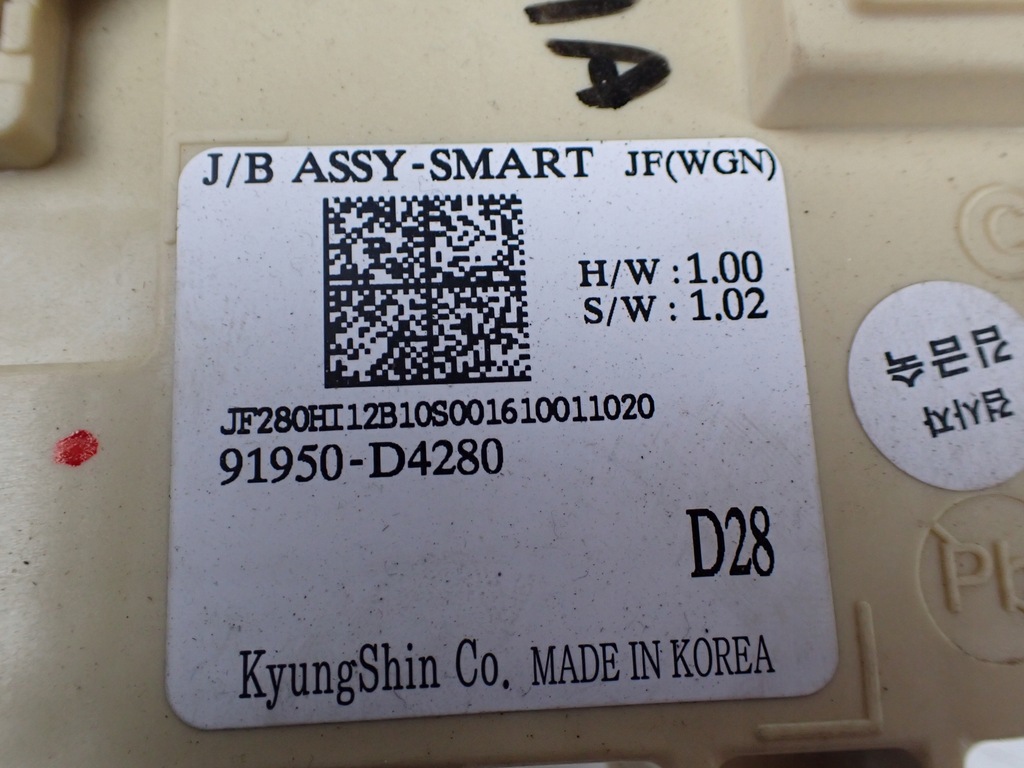 A
J/B ASSY-SMART JF(WGN)
H/W : 1.00
S/W : 1.02
JF280HI12B10S001610011020
91950-D4280
D28
KyungShin Co. MADE IN KOREA